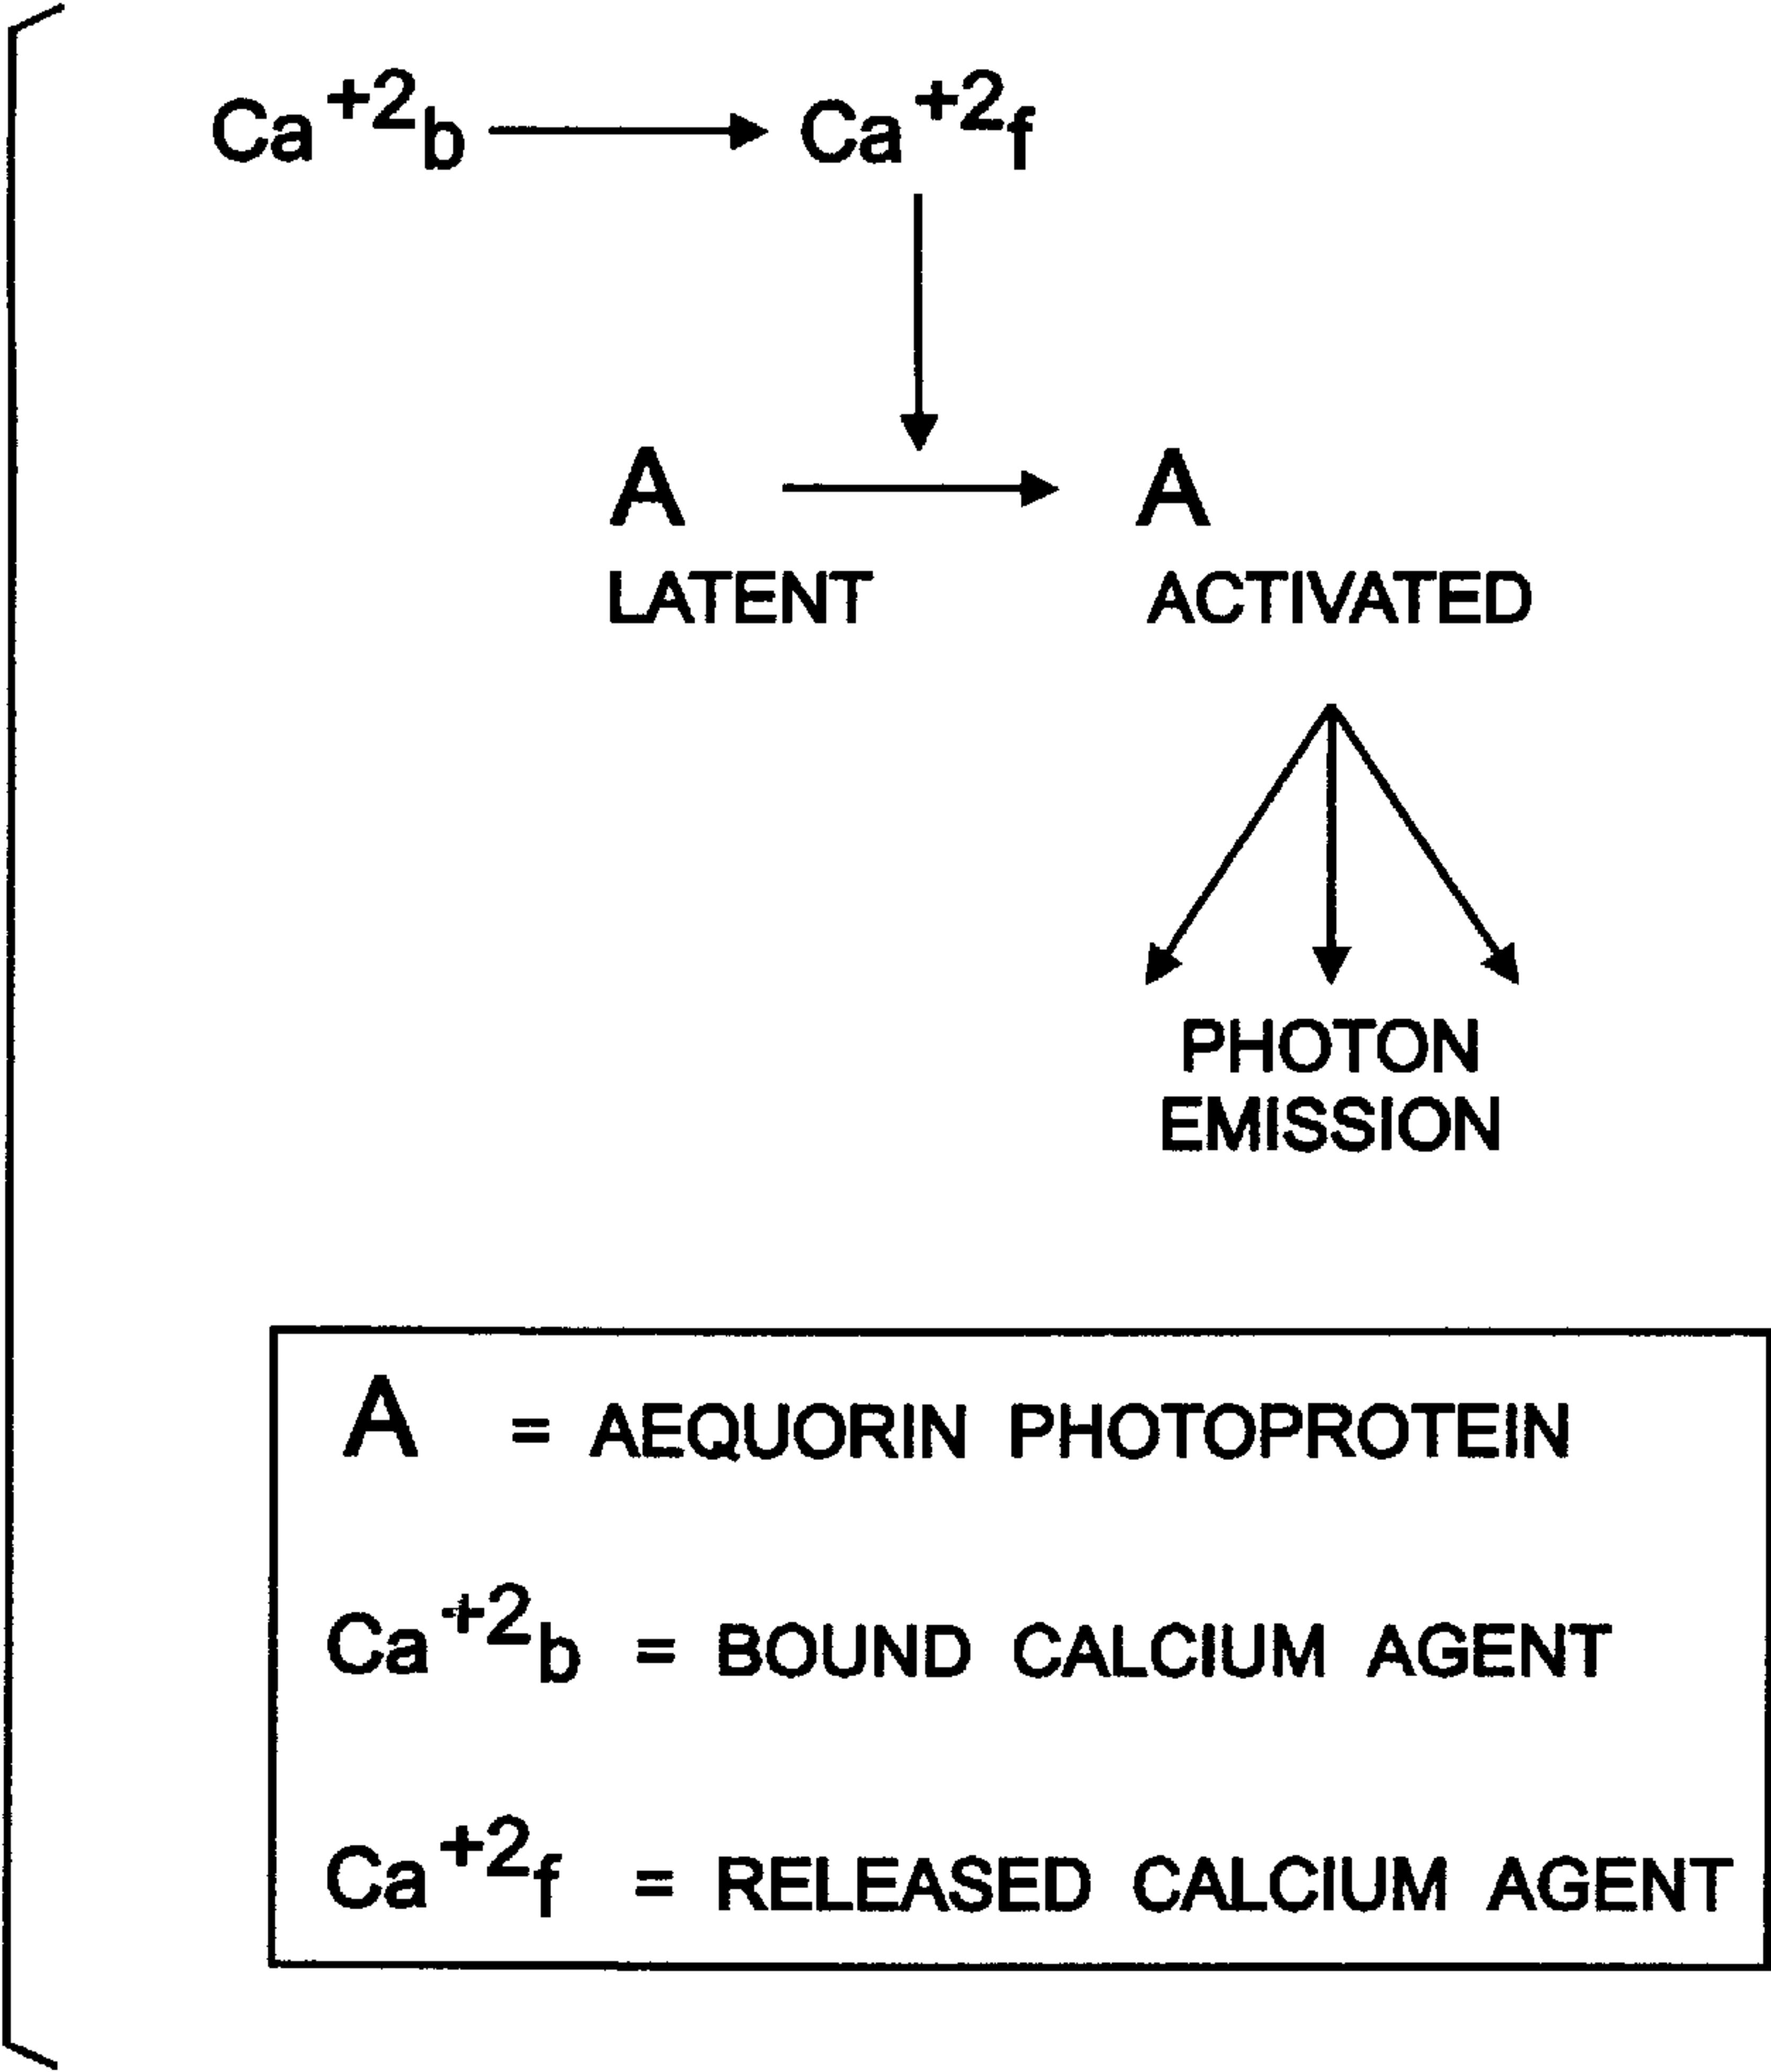 Ca+2b Ca+2f
A A
LATENT ACTIVATED
PHOTON
EMISSION
A = AEQUORIN PHOTOPROTEIN
Ca+2b = BOUND CALCIUM AGENT
Ca+2f = RELEASED CALCIUM AGENT